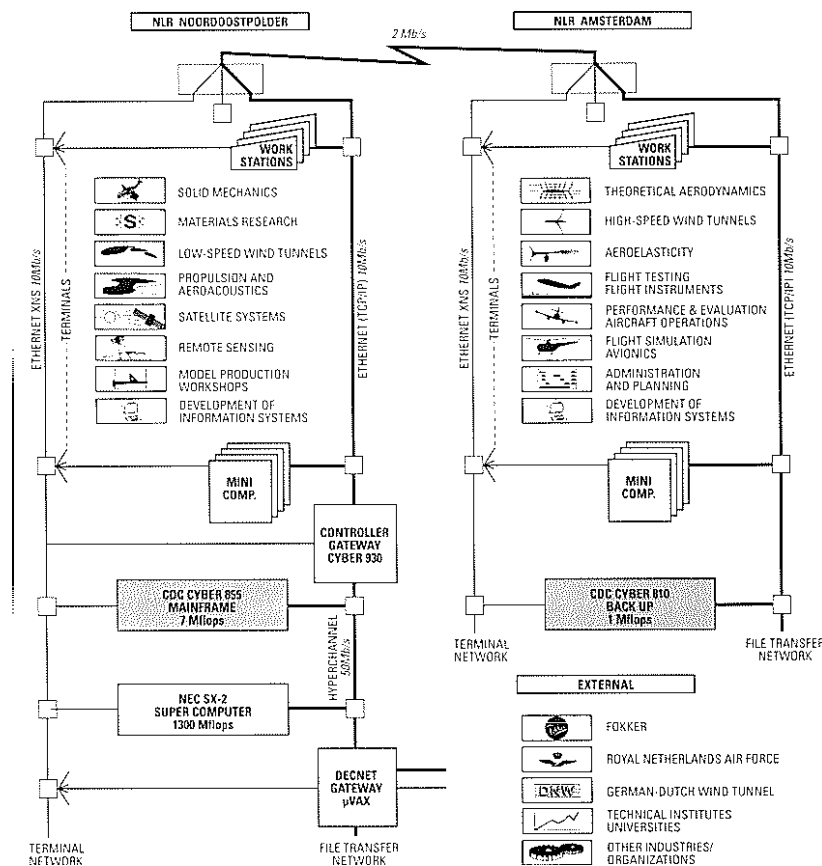 NLR NOORDOOSTPOLDER
2 Mb/s
NLR AMSTERDAM
WORK
STATIONS
SOLID MECHANICS
S
MATERIALS RESEARCH
LOW-SPEED WIND TUNNELS
PROPULSION AND
AEROACOUSTICS
SATELLITE SYSTEMS
REMOTE SENSING
MODEL PRODUCTION
WORKSHOPS
DEVELOPMENT OF
INFORMATION SYSTEMS
ETHERNET XNS 10Mb/s
TERMINALS
ETHERNET (TCP/IP) 10Mb/s
MINI
COMP.
CONTROLLER
GATEWAY
CYBER 930
CDC CYBER 855
MAINFRAME
7 Mflops
HYPERCHANNEL
50Mb/s
NEC SX-2
SUPER COMPUTER
1300 Mflops
DECNET
GATEWAY
µVAX
TERMINAL
NETWORK
FILE TRANSFER
NETWORK
WORK
STATIONS
THEORETICAL AERODYNAMICS
HIGH-SPEED WIND TUNNELS
AEROELASTICITY
FLIGHT TESTING
FLIGHT INSTRUMENTS
PERFORMANCE & EVALUATION
AIRCRAFT OPERATIONS
FLIGHT SIMULATION
AVIONICS
ADMINISTRATION
AND PLANNING
DEVELOPMENT OF
INFORMATION SYSTEMS
ETHERNET XNS 10Mb/s
TERMINALS
ETHERNET (TCP/IP) 10Mb/s
MINI
COMP.
CDC CYBER 810
BACK UP
1 Mflops
TERMINAL
NETWORK
FILE TRANSFER
NETWORK
EXTERNAL
FOKKER
ROYAL NETHERLANDS AIR FORCE
DNW
GERMAN-DUTCH WIND TUNNEL
TECHNICAL INSTITUTES
UNIVERSITIES
OTHER INDUSTRIES/
ORGANIZATIONS